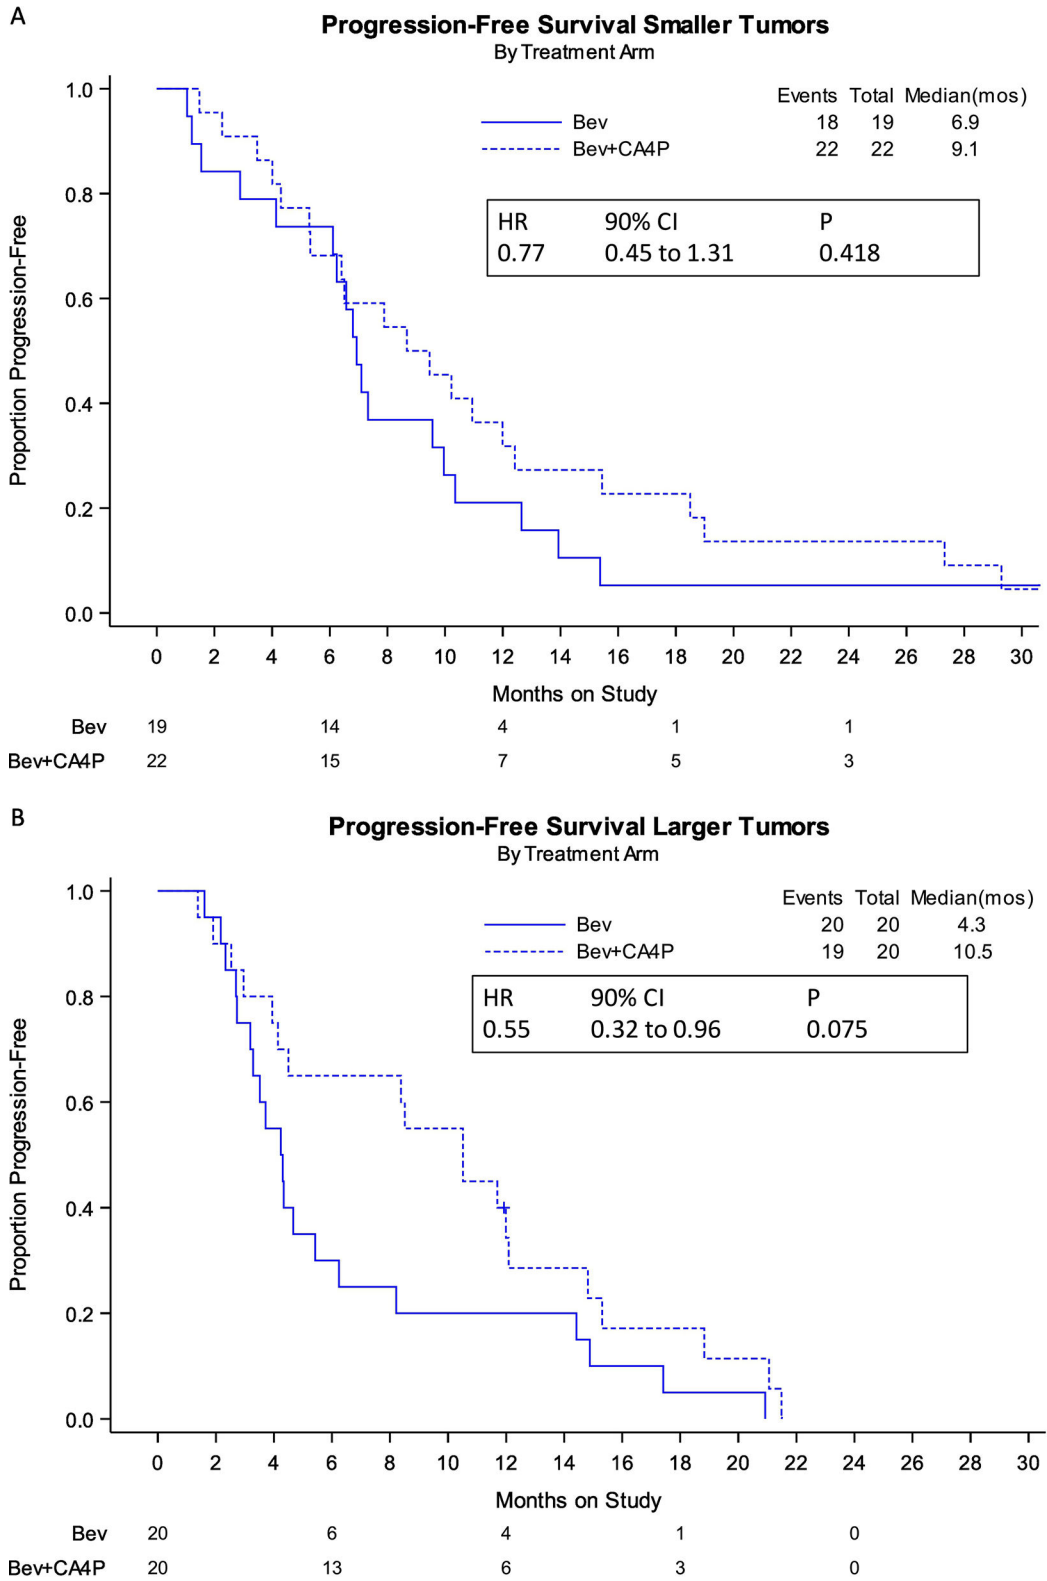 A
Progression-Free Survival Smaller Tumors
By Treatment Arm
Events Total Median(mos)
Bev 18 19 6.9
Bev+CA4P 22 22 9.1
HR 90% CI P
0.77 0.45 to 1.31 0.418
Proportion Progression-Free
1.0
0.8
0.6
0.4
0.2
0.0
0 2 4 6 8 10 12 14 16 18 20 22 24 26 28 30
Months on Study
Bev 19 14 4 1 1
Bev+CA4P 22 15 7 5 3
B
Progression-Free Survival Larger Tumors
By Treatment Arm
Events Total Median(mos)
Bev 20 20 4.3
Bev+CA4P 19 20 10.5
HR 90% CI P
0.55 0.32 to 0.96 0.075
Proportion Progression-Free
1.0
0.8
0.6
0.4
0.2
0.0
0 2 4 6 8 10 12 14 16 18 20 22 24 26 28 30
Months on Study
Bev 20 6 4 1 0
Bev+CA4P 20 13 6 3 0